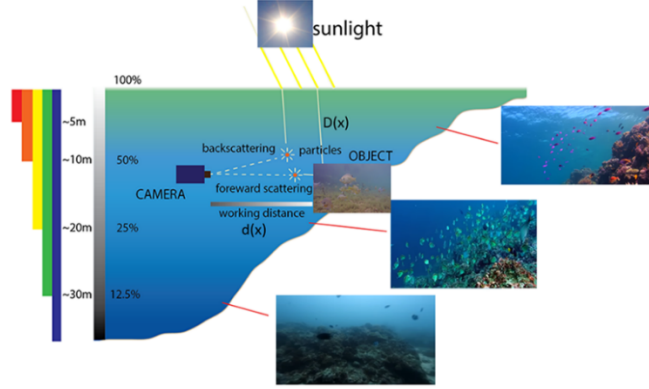 sunlight
100%
~5m
D(x)
backscattering
particles
~10m
50%
OBJECT
CAMERA
foreward scattering
working distance
~20m
25%
d(x)
~30m
12.5%